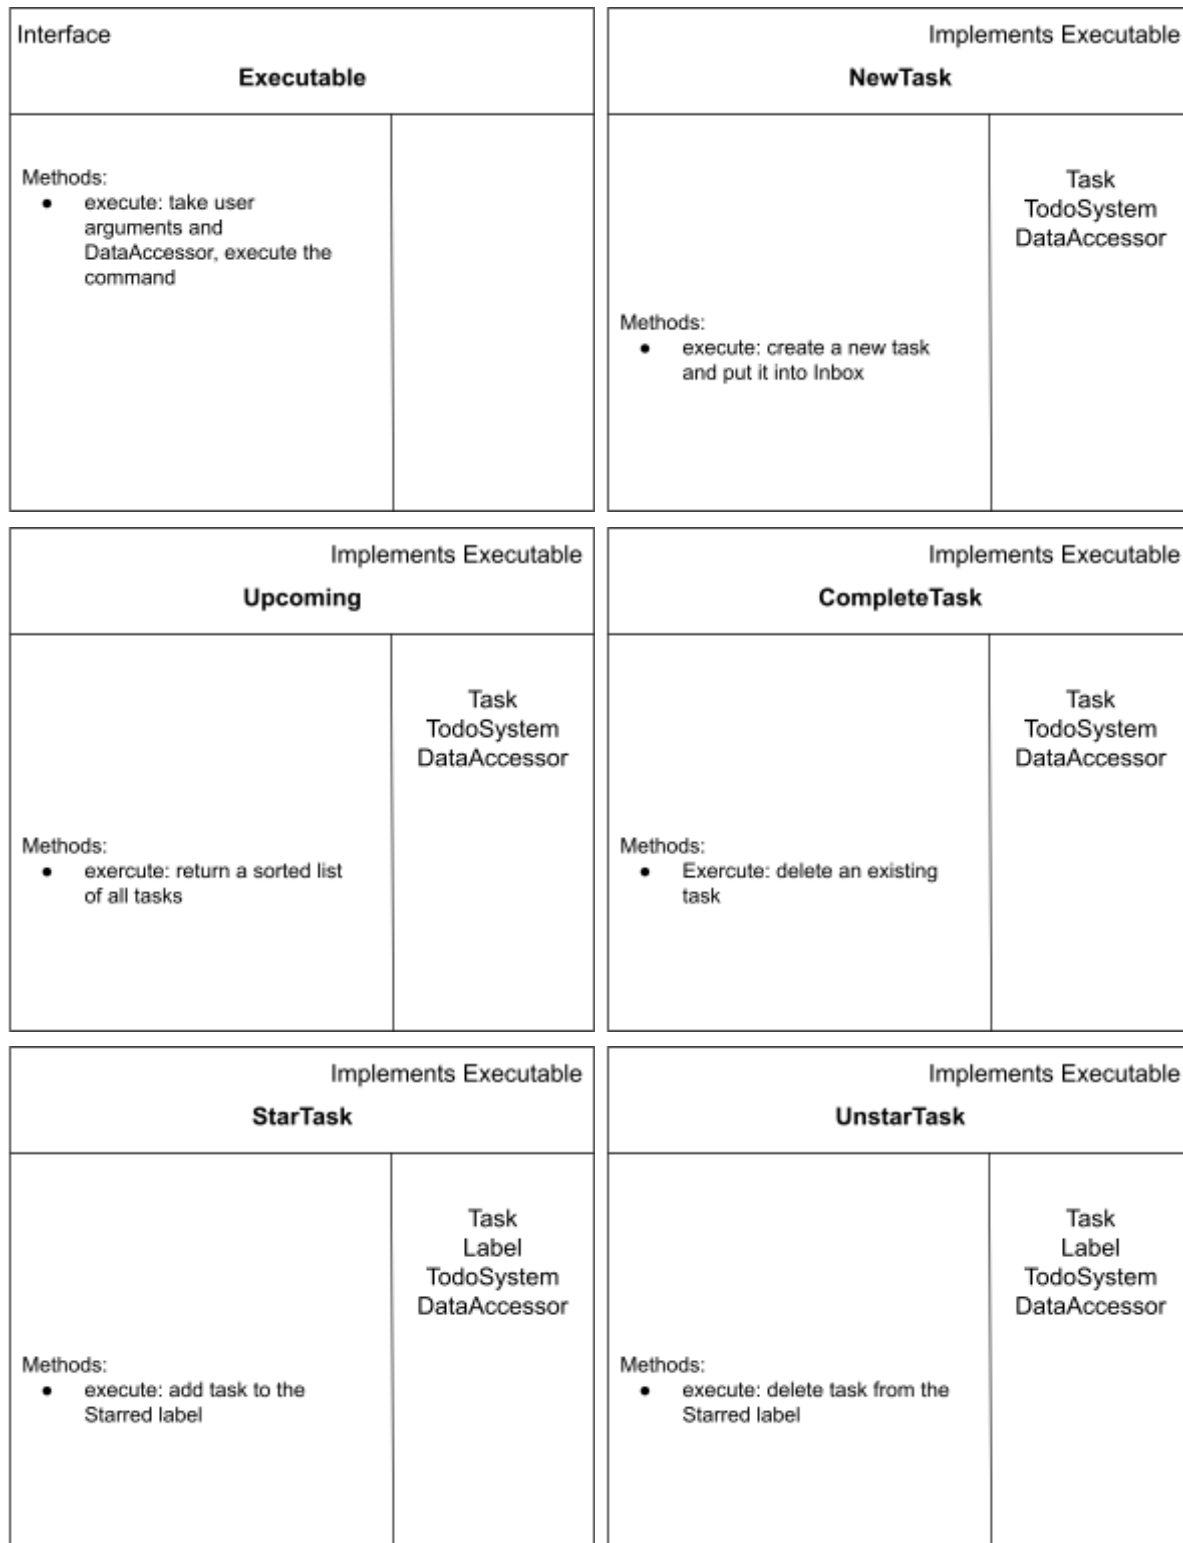 Interface
Executable
Methods:
● execute: take user
arguments and
DataAccessor, execute the
command
Implements Executable
NewTask
Task
TodoSystem
DataAccessor
Methods:
● execute: create a new task
and put it into Inbox
Implements Executable
Upcoming
Task
TodoSystem
DataAccessor
Methods:
● exercute: return a sorted list
of all tasks
Implements Executable
CompleteTask
Task
TodoSystem
DataAccessor
Methods:
● Exercute: delete an existing
task
Implements Executable
StarTask
Task
Label
TodoSystem
DataAccessor
Methods:
● execute: add task to the
Starred label
Implements Executable
UnstarTask
Task
Label
TodoSystem
DataAccessor
Methods:
● execute: delete task from the
Starred label